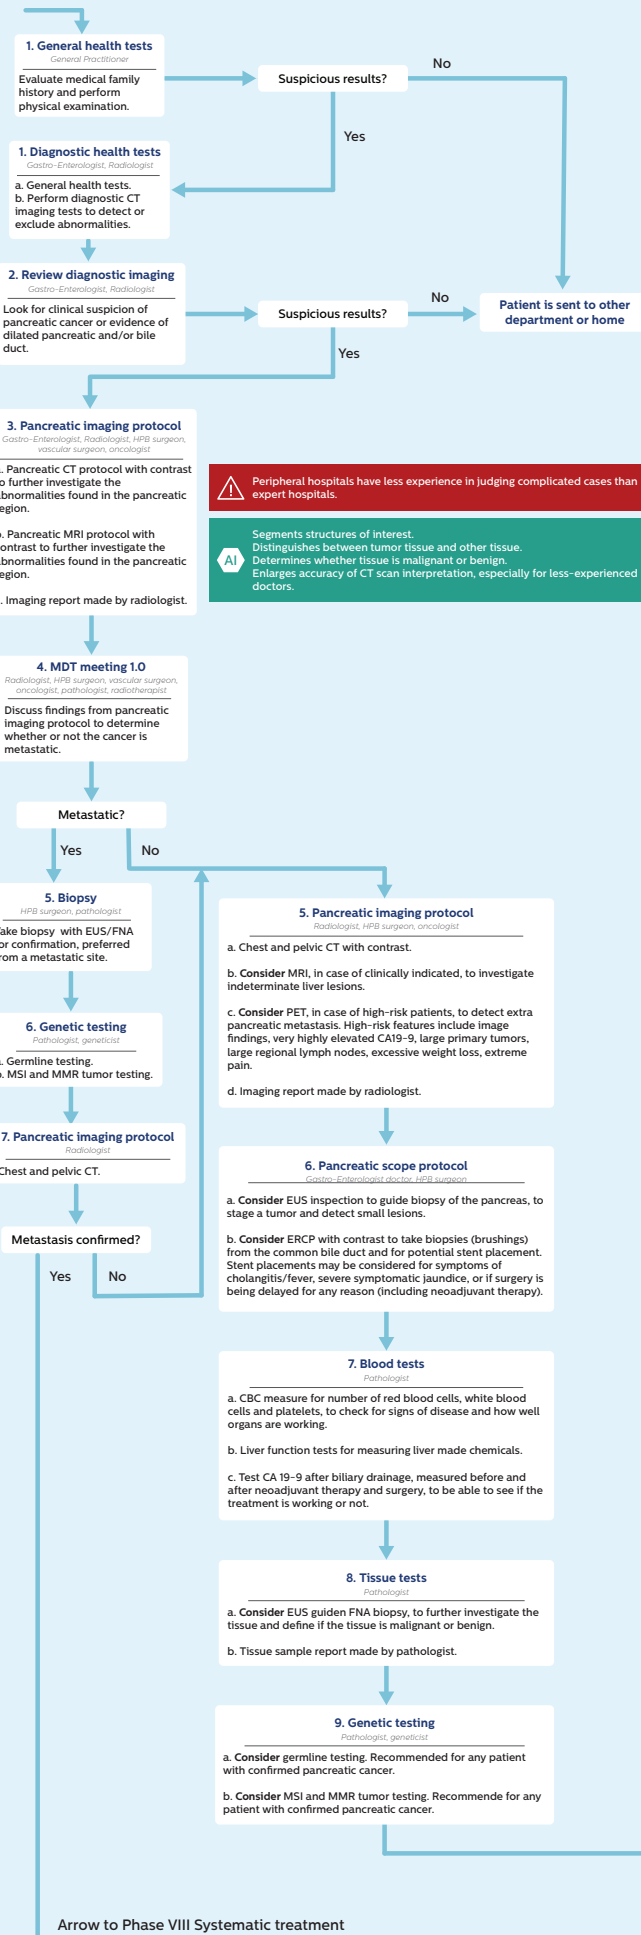 1. General health tests
General Practitioner
Evaluate medical family
history and perform
physical examination.
Suspicious results?
No
Yes
1. Diagnostic health tests
Gastro-Enterologist, Radiologist
a. General health tests.
b. Perform diagnostic CT
imaging tests to detect or
exclude abnormalities.
2. Review diagnostic imaging
Gastro-Enterologist, Radiologist
Look for clinical suspicion of
pancreatic cancer or evidence of
dilated pancreatic and/or bile
duct.
Suspicious results?
No
Yes
Patient is sent to other
department or home
3. Pancreatic imaging protocol
Gastro-Enterologist, Radiologist, HPB surgeon,
vascular surgeon, oncologist
. Pancreatic CT protocol with contrast
o further investigate the
bnormalities found in the pancreatic
egion.
. Pancreatic MRI protocol with
ontrast to further investigate the
bnormalities found in the pancreatic
egion.
. Imaging report made by radiologist.
Peripheral hospitals have less experience in judging complicated cases than
expert hospitals.
AI
Segments structures of interest.
Distinguishes between tumor tissue and other tissue.
Determines whether tissue is malignant or benign.
Enlarges accuracy of CT scan interpretation, especially for less-experienced
doctors.
4. MDT meeting 1.0
Radiologist, HPB surgeon, vascular surgeon,
oncologist, pathologist, radiotherapist
Discuss findings from pancreatic
imaging protocol to determine
whether or not the cancer is
metastatic.
Metastatic?
Yes
No
5. Biopsy
HPB surgeon, pathologist
ake biopsy with EUS/FNA
or confirmation, preferred
rom a metastatic site.
6. Genetic testing
Pathologist, geneticist
. Germline testing.
. MSI and MMR tumor testing.
7. Pancreatic imaging protocol
Radiologist
Chest and pelvic CT.
Metastasis confirmed?
Yes
No
5. Pancreatic imaging protocol
Radiologist, HPB surgeon, oncologist
a. Chest and pelvic CT with contrast.
b. Consider MRI, in case of clinically indicated, to investigate
indeterminate liver lesions.
c. Consider PET, in case of high-risk patients, to detect extra
pancreatic metastasis. High-risk features include image
findings, very highly elevated CA19-9, large primary tumors,
large regional lymph nodes, excessive weight loss, extreme
pain.
d. Imaging report made by radiologist.
6. Pancreatic scope protocol
Gastro-Enterologist doctor, HPB surgeon
a. Consider EUS inspection to guide biopsy of the pancreas, to
stage a tumor and detect small lesions.
b. Consider ERCP with contrast to take biopsies (brushings)
from the common bile duct and for potential stent placement.
Stent placements may be considered for symptoms of
cholangitis/fever, severe symptomatic jaundice, or if surgery is
being delayed for any reason (including neoadjuvant therapy).
7. Blood tests
Pathologist
a. CBC measure for number of red blood cells, white blood
cells and platelets, to check for signs of disease and how well
organs are working.
b. Liver function tests for measuring liver made chemicals.
c. Test CA 19-9 after biliary drainage, measured before and
after neoadjuvant therapy and surgery, to be able to see if the
treatment is working or not.
8. Tissue tests
Pathologist
a. Consider EUS guiden FNA biopsy, to further investigate the
tissue and define if the tissue is malignant or benign.
b. Tissue sample report made by pathologist.
9. Genetic testing
Pathologist, geneticist
a. Consider germline testing. Recommended for any patient
with confirmed pancreatic cancer.
b. Consider MSI and MMR tumor testing. Recommende for any
patient with confirmed pancreatic cancer.
Arrow to Phase VIII Systematic treatment